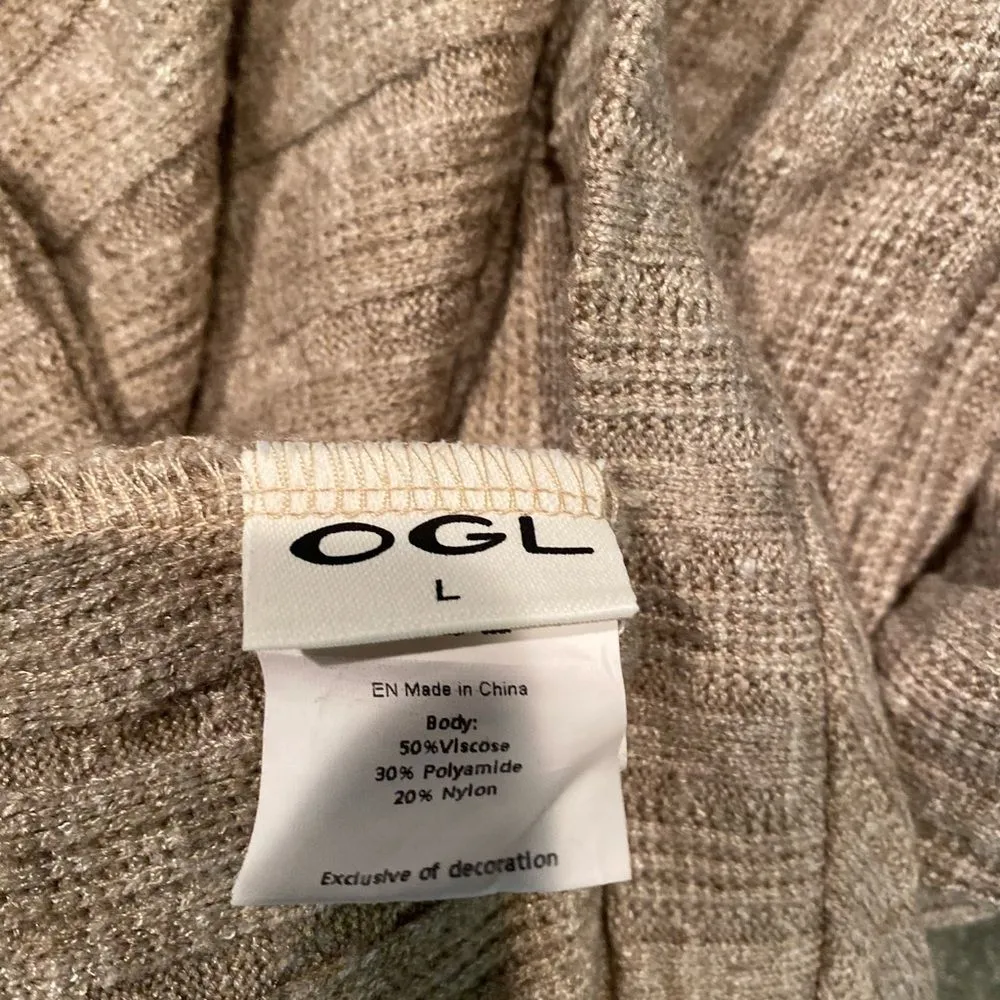 OGL
L
EN Made in China
Body:
50%Viscose
30% Polyamide
20% Nylon
Exclusive of decoration